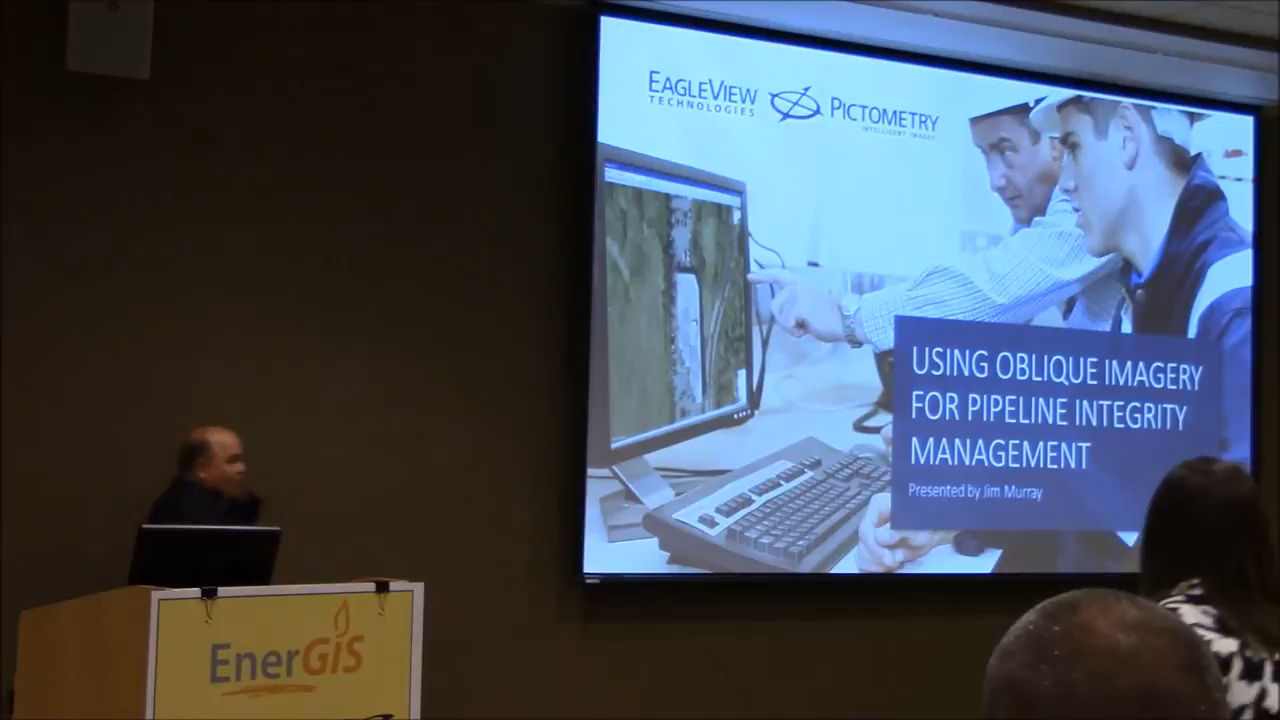 EAGLEVIEW
TECHNOLOGIES
PICTOMETRY
INTELLIGENT IMAGES
USING OBLIQUE IMAGERY
FOR PIPELINE INTEGRITY
MANAGEMENT
Presented by Jim Murray
EnerGIS